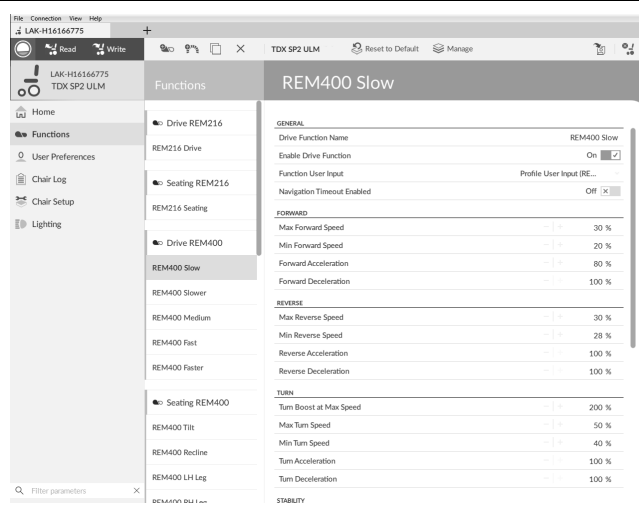 File Connection View Help
LAK-H16166775 +
Read Write TDX SP2 ULM Reset to Default Manage
LAK-H16166775
TDX SP2 ULM
Home
Functions
User Preferences
Chair Log
Chair Setup
Lighting
Filter parameters
Functions
Drive REM216
REM216 Drive
Seating REM216
REM216 Seating
Drive REM400
REM400 Slow
REM400 Slower
REM400 Medium
REM400 Fast
REM400 Faster
Seating REM400
REM400 Tilt
REM400 Recline
REM400 LH Leg
REM400 RH Leg
REM400 Slow
GENERAL
Drive Function Name REM400 Slow
Enable Drive Function On
Function User Input Profile User Input (RE...
Navigation Timeout Enabled Off
FORWARD
Max Forward Speed - + 30 %
Min Forward Speed - + 20 %
Forward Acceleration - + 80 %
Forward Deceleration - + 100 %
REVERSE
Max Reverse Speed - + 30 %
Min Reverse Speed - + 28 %
Reverse Acceleration - + 100 %
Reverse Deceleration - + 100 %
TURN
Turn Boost at Max Speed - + 200 %
Max Turn Speed - + 50 %
Min Turn Speed - + 40 %
Turn Acceleration - + 100 %
Turn Deceleration - + 100 %
STABILITY